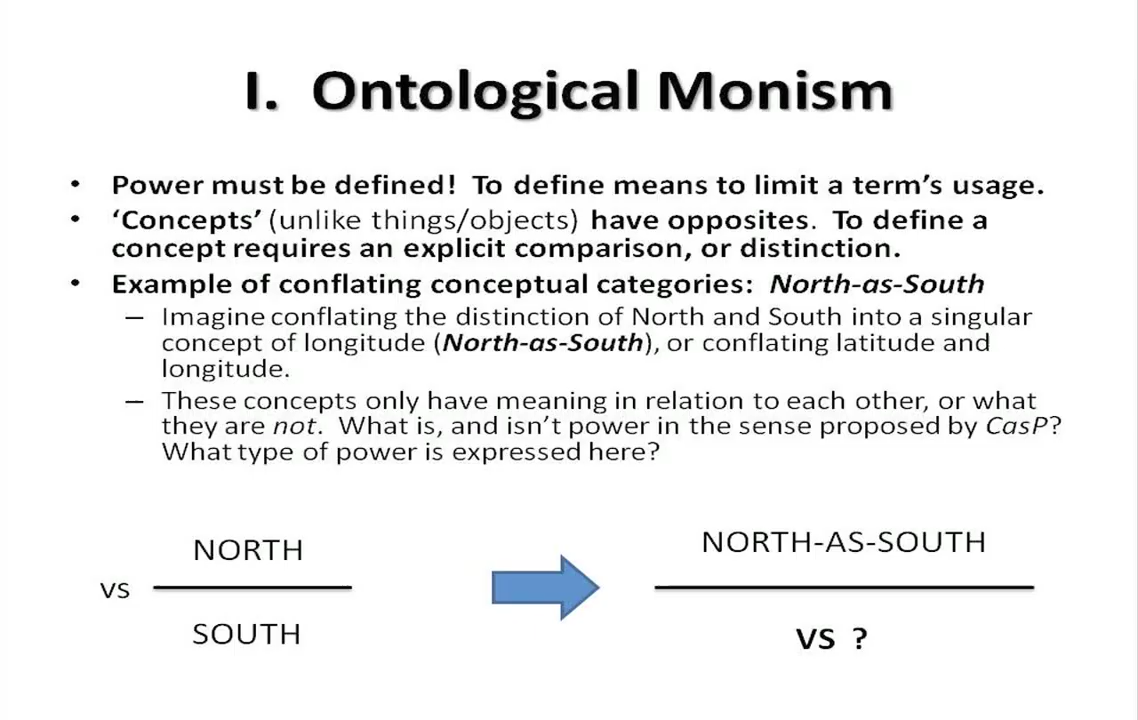 I. Ontological Monism
• Power must be defined! To define means to limit a term’s usage.
• ‘Concepts’ (unlike things/objects) have opposites. To define a
concept requires an explicit comparison, or distinction.
• Example of conflating conceptual categories: North-as-South
– Imagine conflating the distinction of North and South into a singular
concept of longitude (North-as-South), or conflating latitude and
longitude.
– These concepts only have meaning in relation to each other, or what
they are not. What is, and isn’t power in the sense proposed by CasP?
What type of power is expressed here?
NORTH
vs
SOUTH
NORTH-AS-SOUTH
VS ?